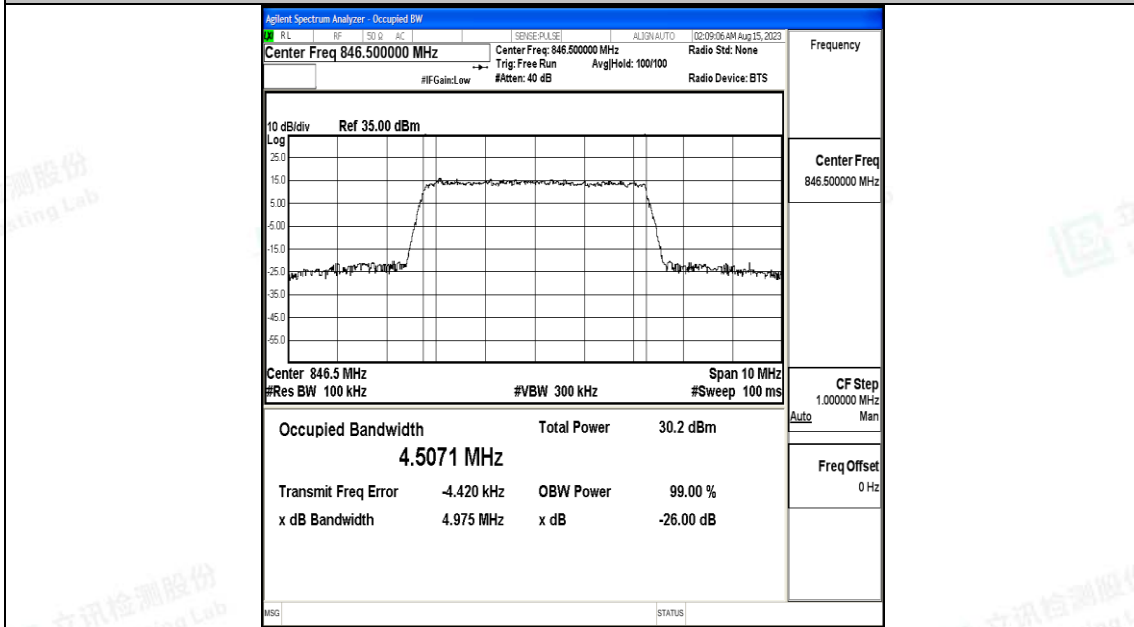 Agilent Spectrum Analyzer - Occupied BW
RL RF 50 Ω AC SENSE:PULSE ALIGN AUTO 02:09:06 AM Aug 15, 2023
Center Freq 846.500000 MHz
Center Freq: 846.500000 MHz
Radio Std: None
Trig: Free Run Avg|Hold: 100/100
#IFGain:Low
#Atten: 40 dB
Radio Device: BTS
10 dB/div Ref 35.00 dBm
Log
25.0
15.0
5.00
-5.00
-15.0
-25.0
-35.0
-45.0
-55.0
Center 846.5 MHz
Span 10 MHz
#Res BW 100 kHz
#VBW 300 kHz
#Sweep 100 ms
Occupied Bandwidth
4.5071 MHz
Total Power 30.2 dBm
Transmit Freq Error -4.420 kHz
OBW Power 99.00 %
x dB Bandwidth 4.975 MHz
x dB -26.00 dB
MSG
STATUS
Frequency
Center Freq
846.500000 MHz
CF Step
1.000000 MHz
Auto Man
Freq Offset
0 Hz
立讯检测股份